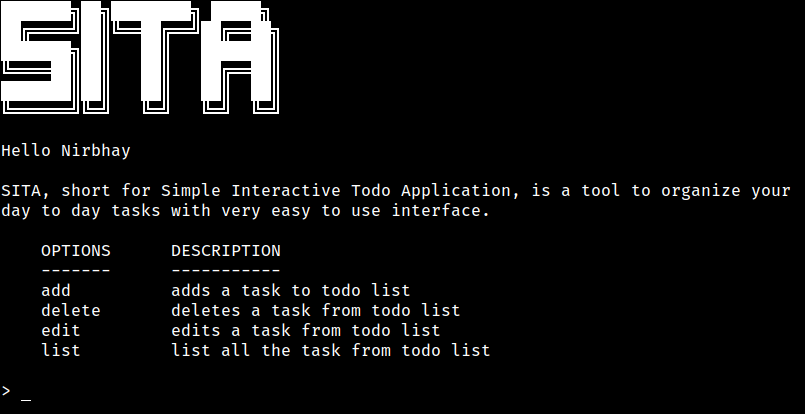 SITA
Hello Nirbhay
SITA, short for Simple Interactive Todo Application, is a tool to organize your
day to day tasks with very easy to use interface.
OPTIONS DESCRIPTION
------- -----------
add adds a task to todo list
delete deletes a task from todo list
edit edits a task from todo list
list list all the task from todo list
> _